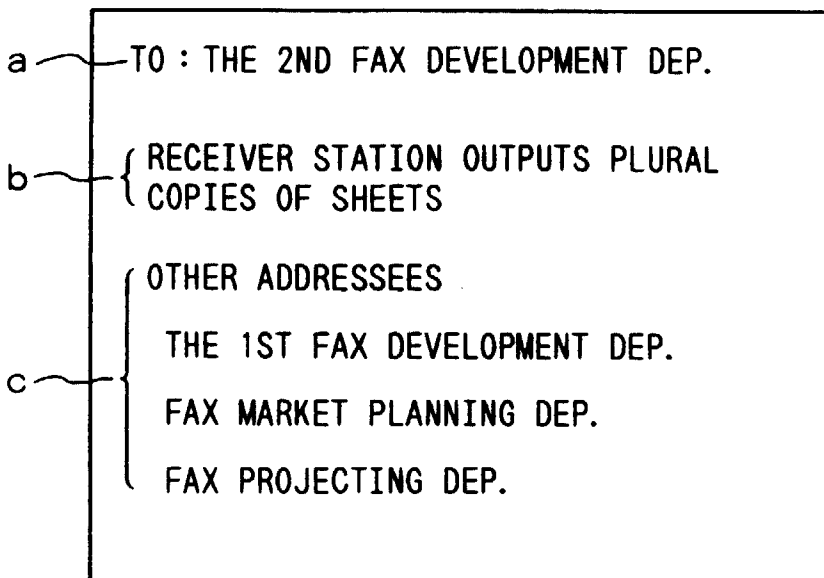 a TO : THE 2ND FAX DEVELOPMENT DEP.
b RECEIVER STATION OUTPUTS PLURAL
COPIES OF SHEETS
OTHER ADDRESSEES
THE 1ST FAX DEVELOPMENT DEP.
c FAX MARKET PLANNING DEP.
FAX PROJECTING DEP.